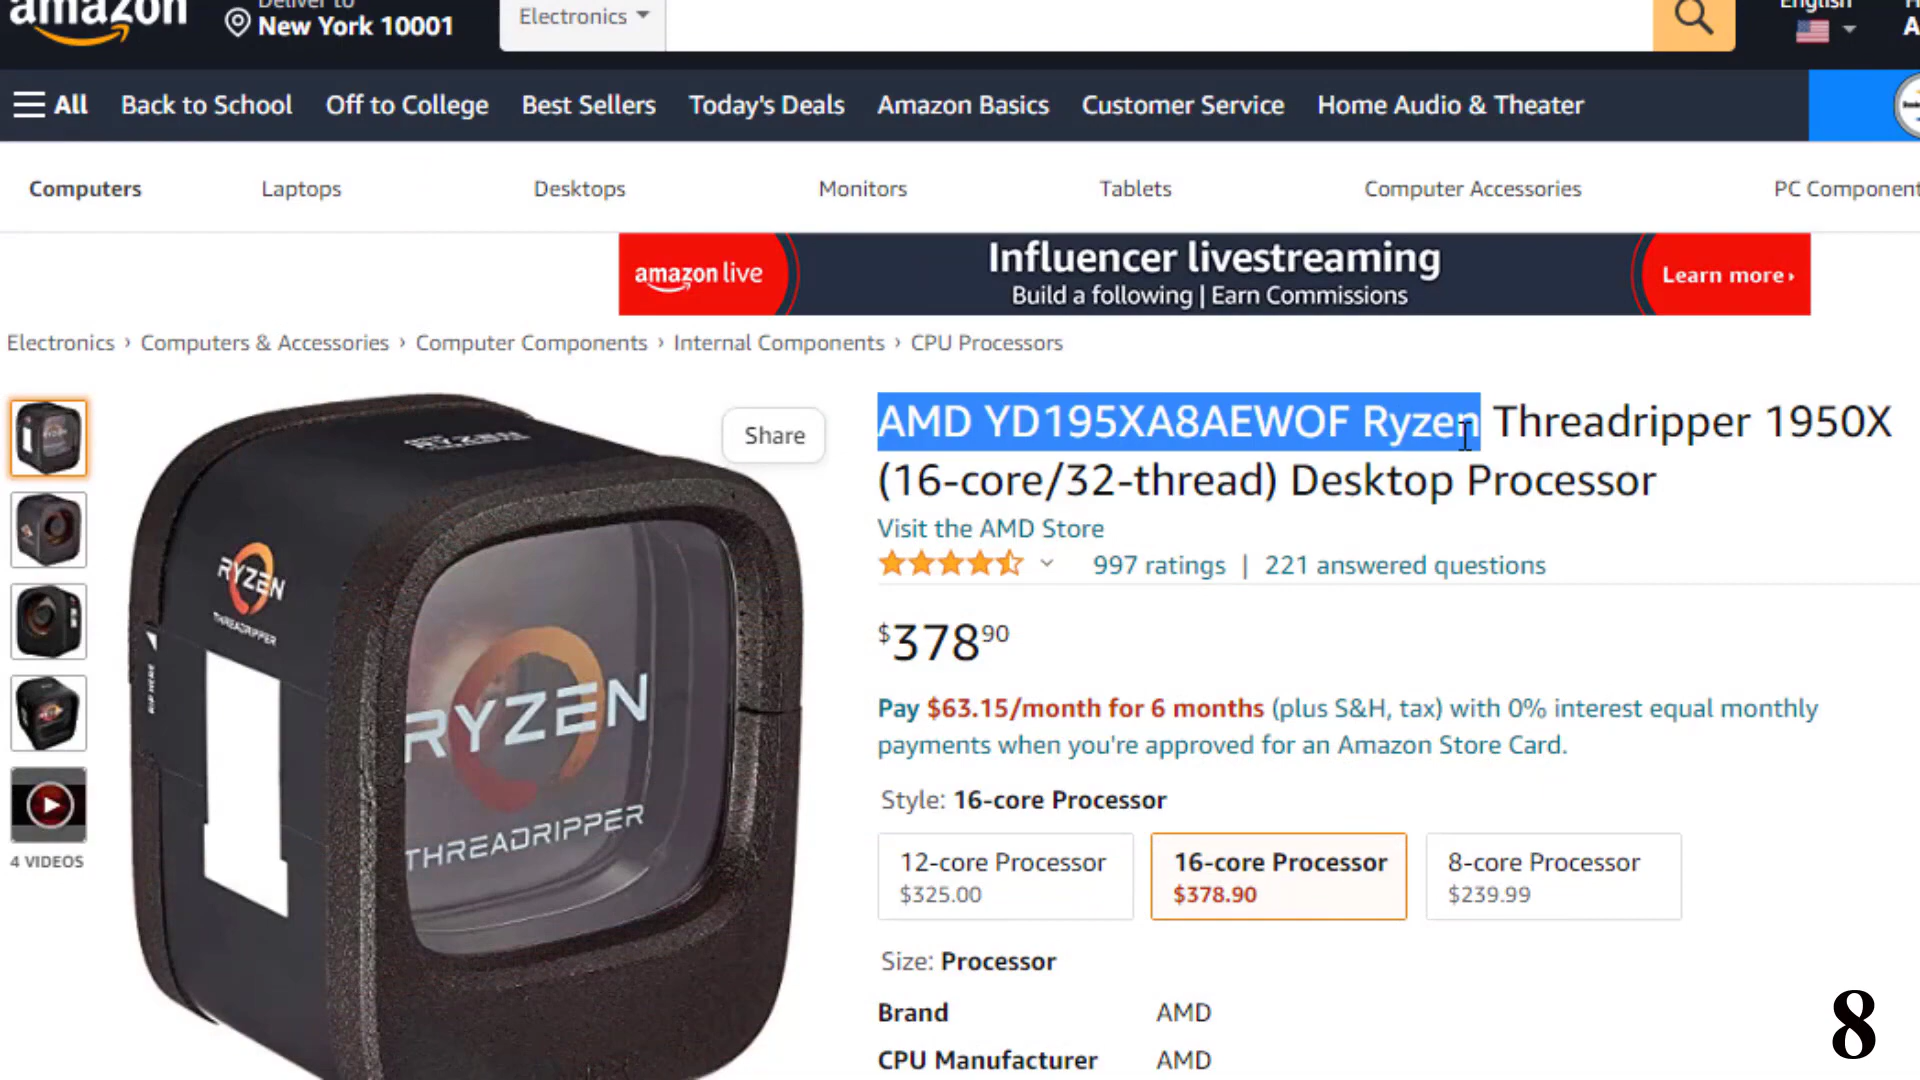 amazon
Deliver to
New York 10001
Electronics
English
All
Back to School
Off to College
Best Sellers
Today's Deals
Amazon Basics
Customer Service
Home Audio & Theater
Computers
Laptops
Desktops
Monitors
Tablets
Computer Accessories
PC Component
amazon live
Influencer livestreaming
Build a following | Earn Commissions
Learn more ›
Electronics › Computers & Accessories › Computer Components › Internal Components › CPU Processors
Share
AMD YD195XA8AEWOF Ryzen Threadripper 1950X
(16-core/32-thread) Desktop Processor
Visit the AMD Store
997 ratings | 221 answered questions
$378.90
Pay $63.15/month for 6 months (plus S&H, tax) with 0% interest equal monthly
payments when you're approved for an Amazon Store Card.
Style: 16-core Processor
12-core Processor
$325.00
16-core Processor
$378.90
8-core Processor
$239.99
Size: Processor
Brand AMD
CPU Manufacturer AMD
4 VIDEOS
RYZEN
RYZEN
THREADRIPPER
RYZEN
THREADRIPPER
8